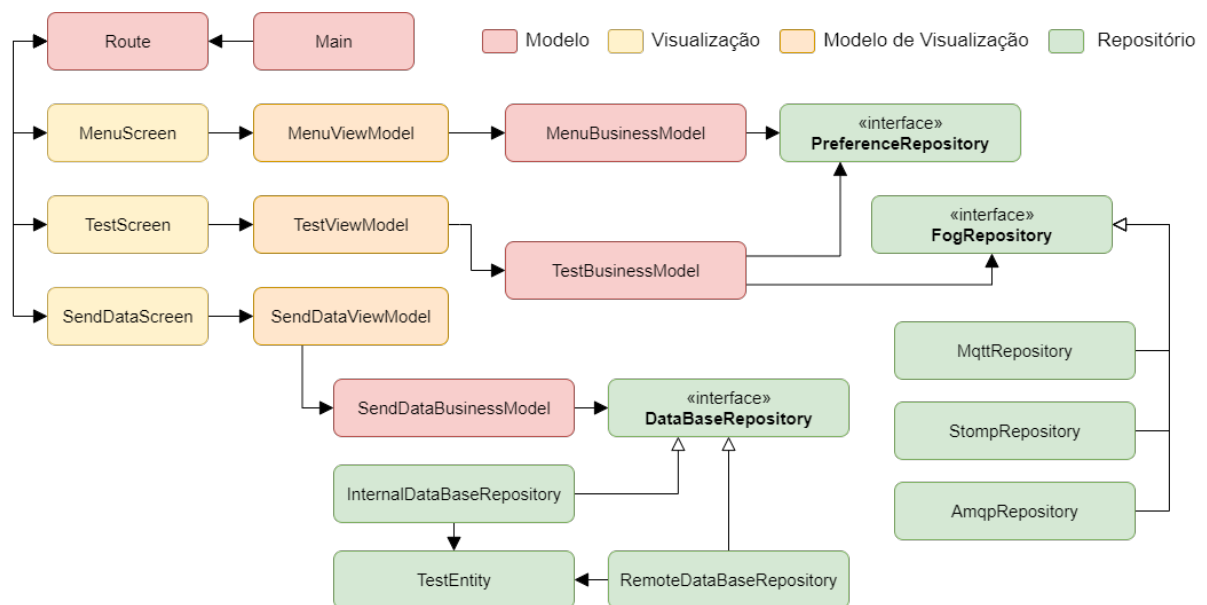 Route
Main
Modelo
Visualização
Modelo de Visualização
Repositório
MenuScreen
MenuViewModel
MenuBusinessModel
«interface»
PreferenceRepository
TestScreen
TestViewModel
«interface»
FogRepository
TestBusinessModel
SendDataScreen
SendDataViewModel
MqttRepository
SendDataBusinessModel
«interface»
DataBaseRepository
StompRepository
InternalDataBaseRepository
AmqpRepository
TestEntity
RemoteDataBaseRepository